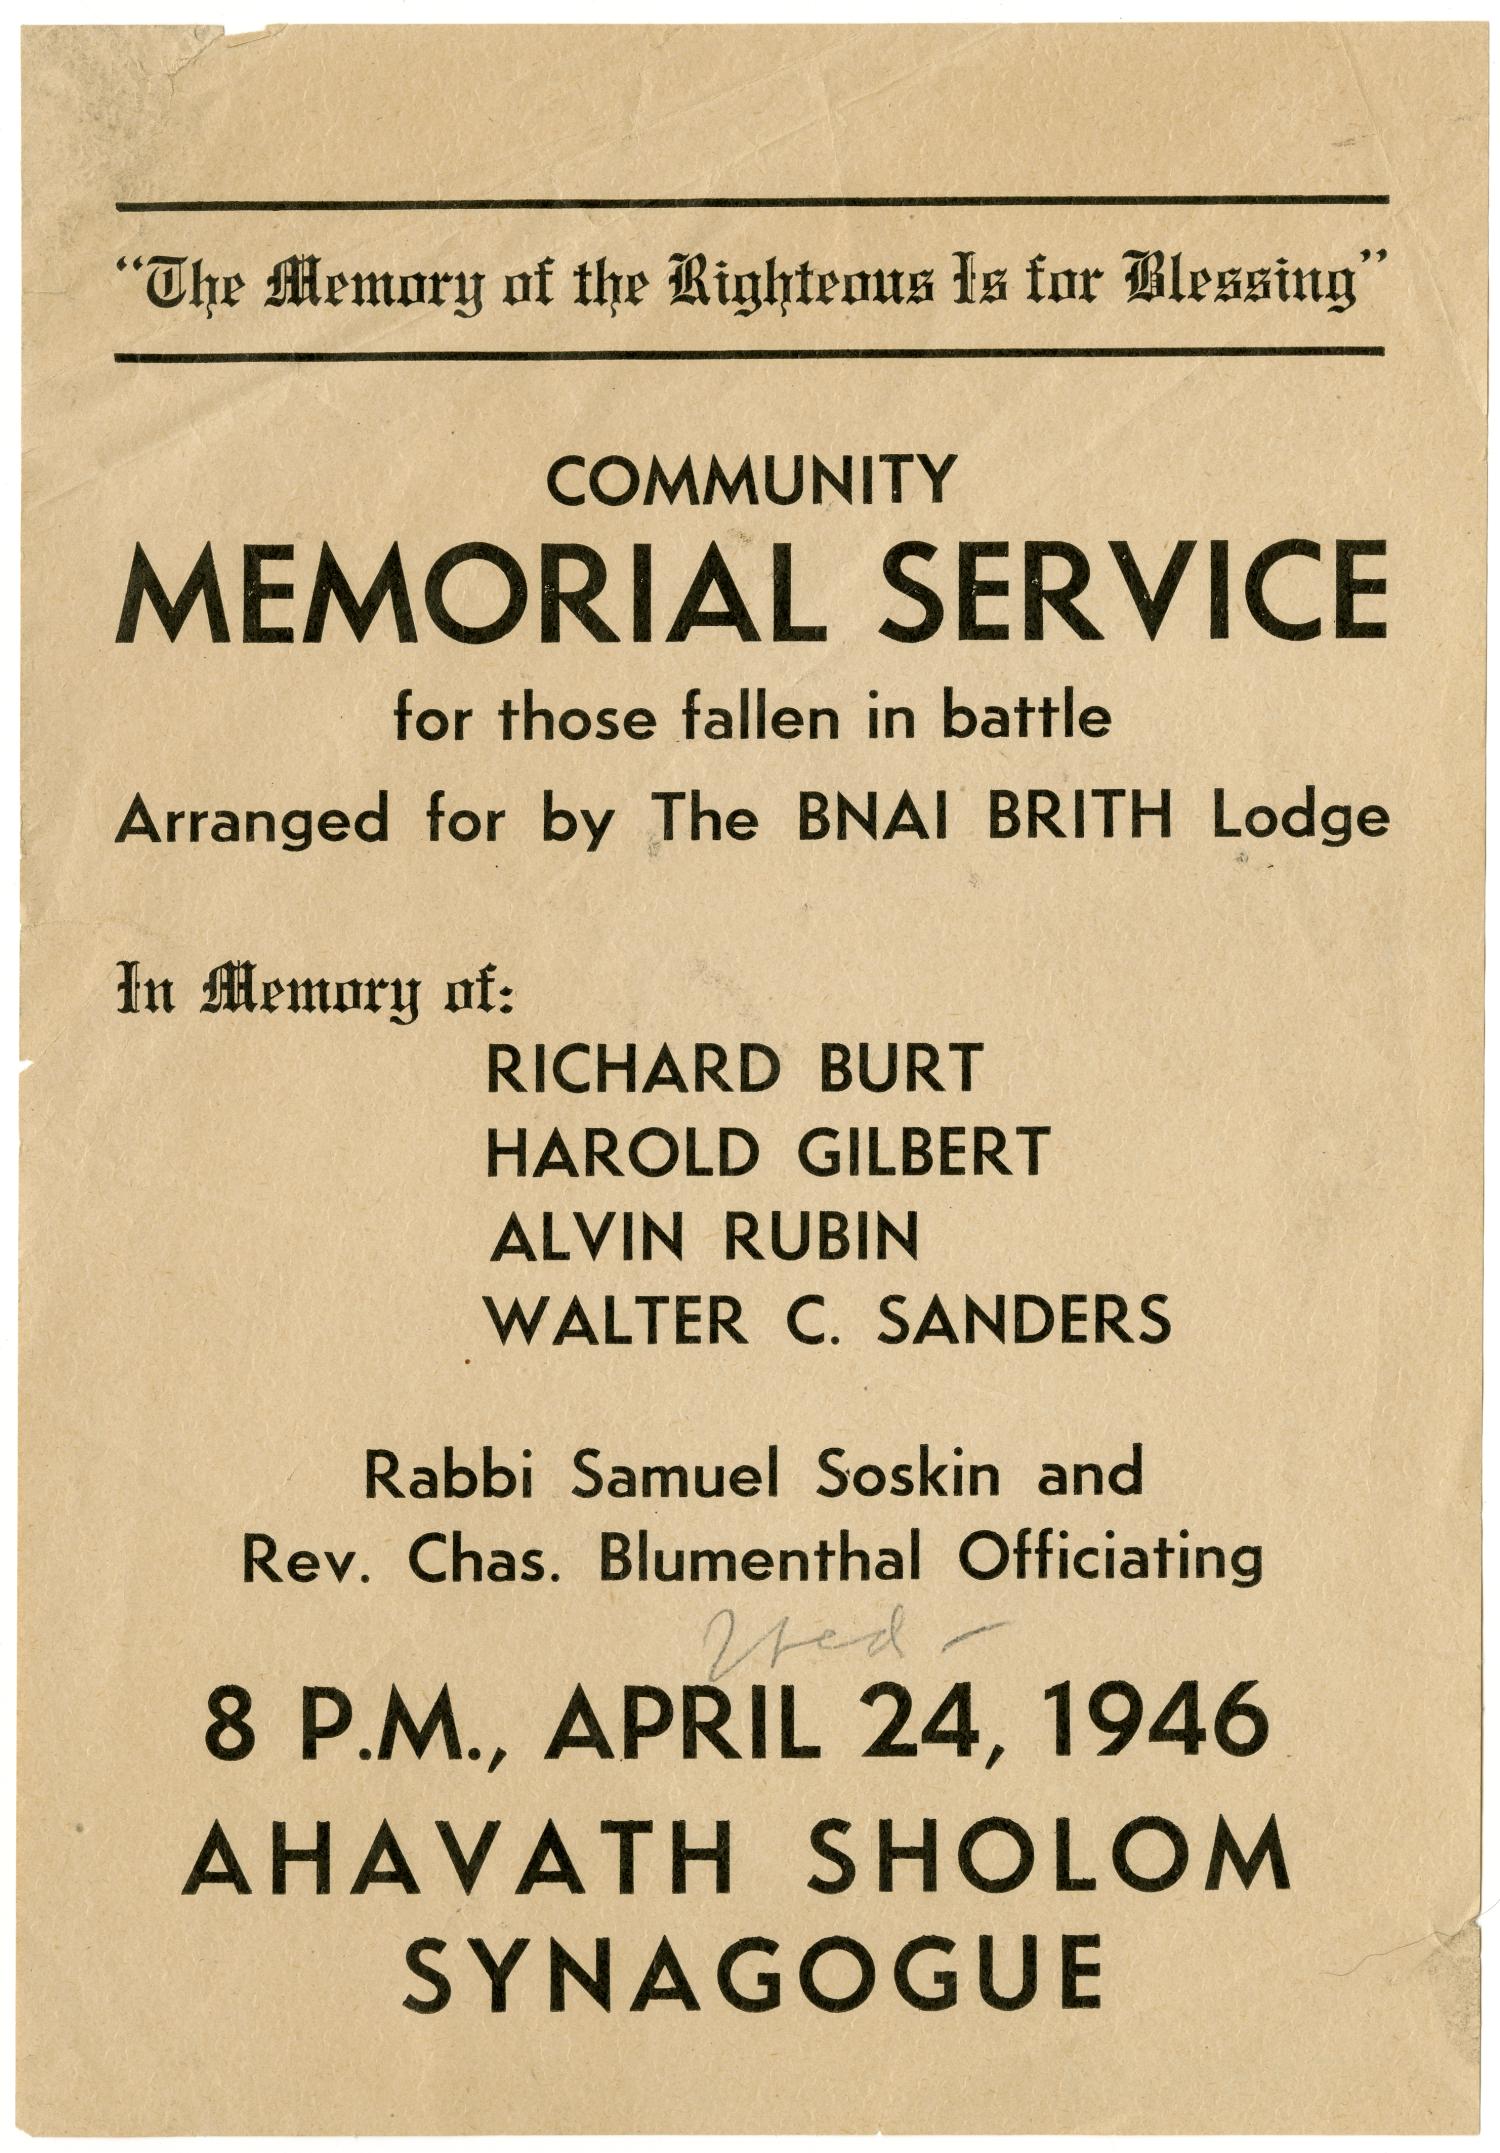 “The Memory of the Righteous Is for Blessing”
COMMUNITY
MEMORIAL SERVICE
for those fallen in battle
Arranged for by The BNAI BRITH Lodge
In Memory of:
RICHARD BURT
HAROLD GILBERT
ALVIN RUBIN
WALTER C. SANDERS
Rabbi Samuel Soskin and
Rev. Chas. Blumenthal Officiating
Wed –
8 P.M., APRIL 24, 1946
AHAVATH SHOLOM
SYNAGOGUE